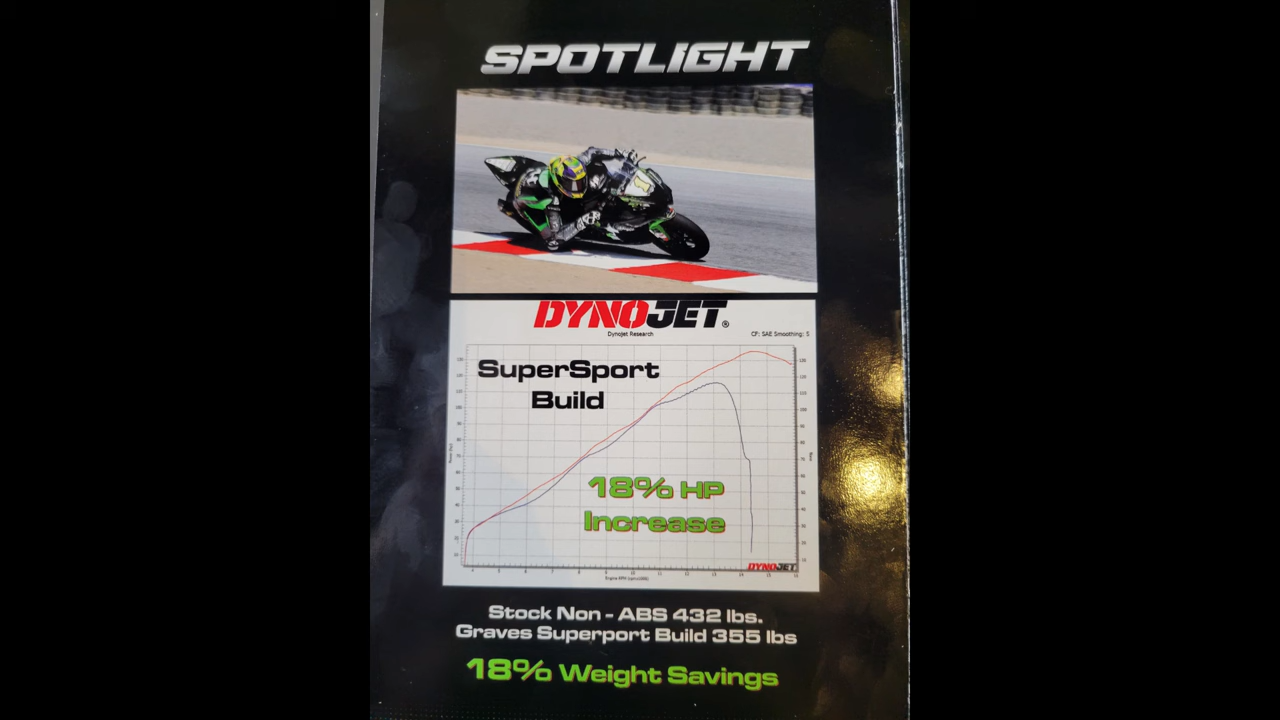 SPOTLIGHT
1
DYNOJET®
Dynojet Research
CF: SAE Smoothing: 5
SuperSport
Build
18% HP
Increase
DYNOJET
Stock Non - ABS 432 lbs.
Graves Superport Build 355 lbs
18% Weight Savings